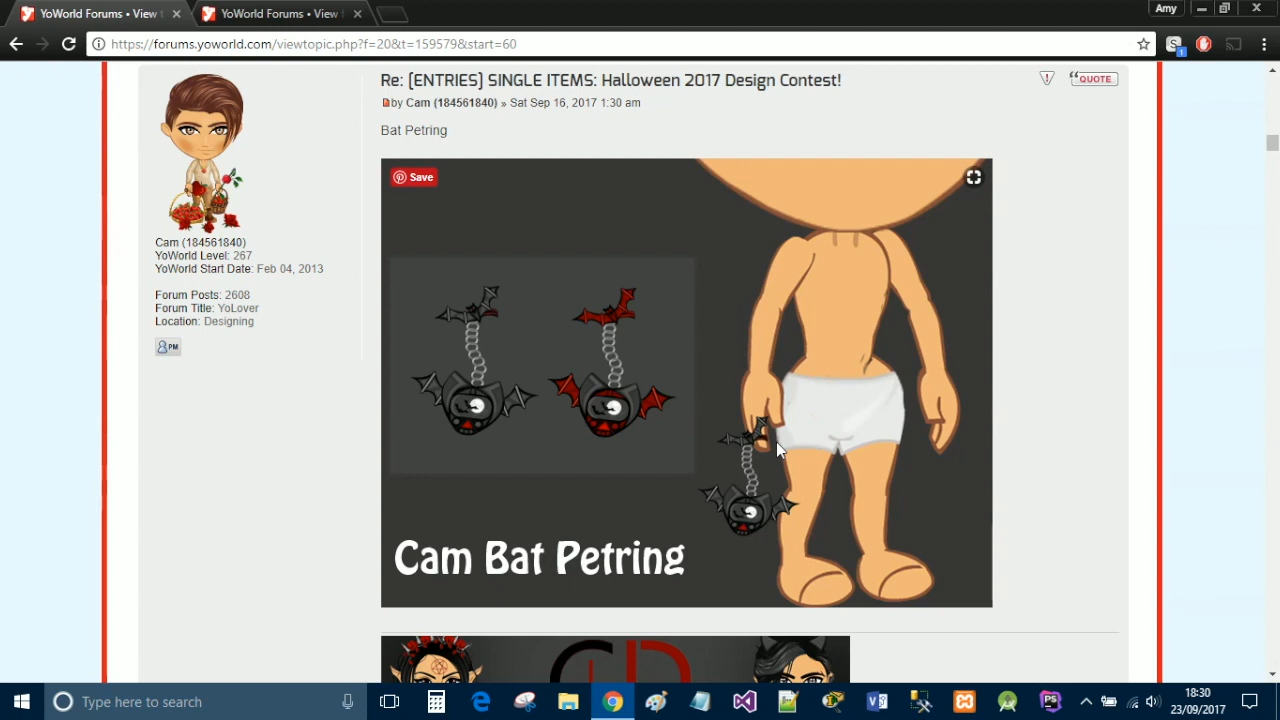 YoWorld Forums • View t
YoWorld Forums • View
Amy
https://forums.yoworld.com/viewtopic.php?f=20&t=159579&start=60
S
1
Re: [ENTRIES] SINGLE ITEMS: Halloween 2017 Design Contest!
QUOTE
by Cam (184561840) » Sat Sep 16, 2017 1:30 am
Bat Petring
Save
Cam (184561840)
YoWorld Level: 267
YoWorld Start Date: Feb 04, 2013
Forum Posts: 2608
Forum Title: YoLover
Location: Designing
PM
Cam Bat Petring
Type here to search
PS
18:30
23/09/2017